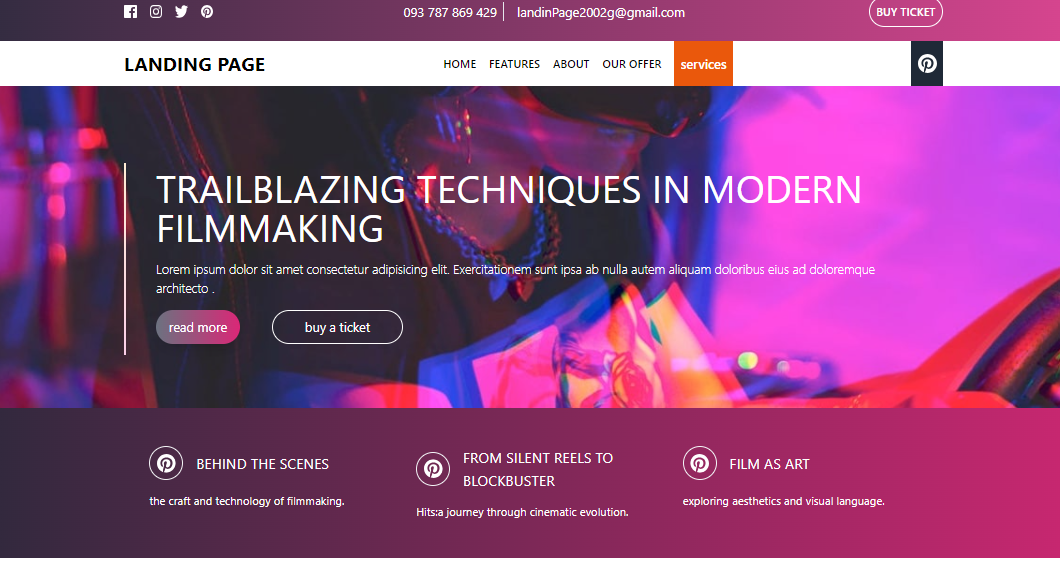 093 787 869 429 landinPage2002g@gmail.com BUY TICKET
LANDING PAGE HOME FEATURES ABOUT OUR OFFER services
TRAILBLAZING TECHNIQUES IN MODERN
FILMMAKING
Lorem ipsum dolor sit amet consectetur adipisicing elit. Exercitationem sunt ipsa ab nulla autem aliquam doloribus eius ad doloremque
architecto .
read more buy a ticket
BEHIND THE SCENES
the craft and technology of filmmaking.
FROM SILENT REELS TO
BLOCKBUSTER
Hits:a journey through cinematic evolution.
FILM AS ART
exploring aesthetics and visual language.